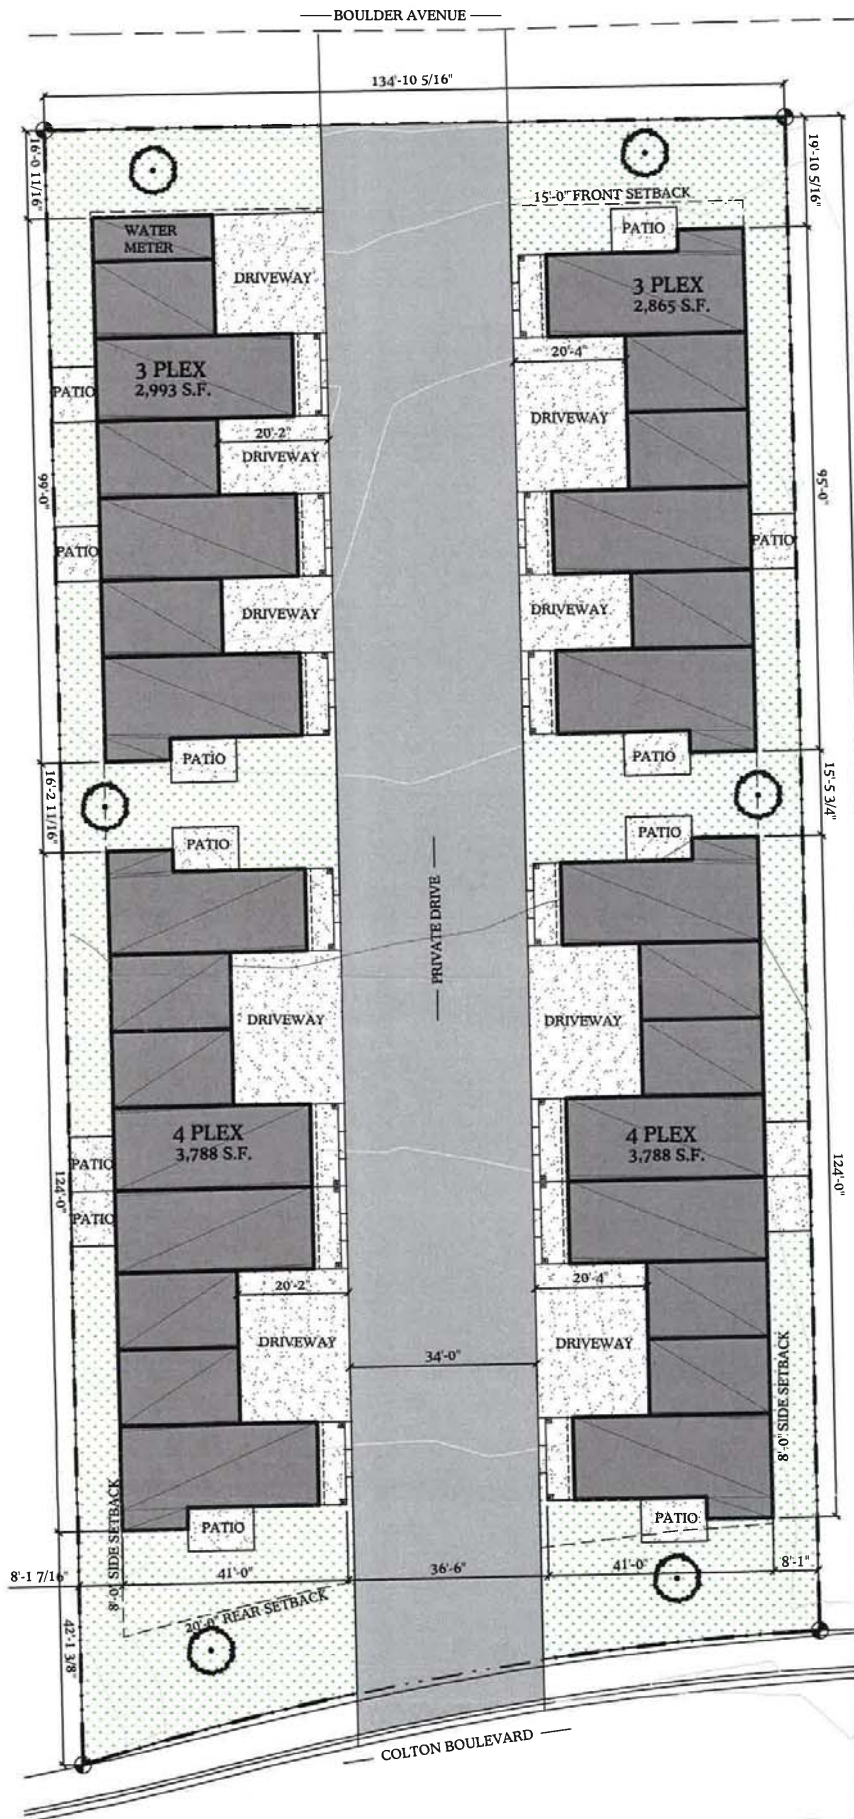 BOULDER AVENUE
134'-10 5/16"
16'-0 11/16"
19'-10 5/16"
15'-0" FRONT SETBACK
PATIO
WATER
METER
DRIVEWAY
3 PLEX
2,865 S.F.
20'-4"
3 PLEX
2,993 S.F.
PATIO
DRIVEWAY
20'-2"
DRIVEWAY
99'-0"
95'-0"
PATIO
PATIO
DRIVEWAY
DRIVEWAY
PATIO
PATIO
16'-2 11/16"
15'-5 3/4"
PATIO
PATIO
PRIVATE DRIVE
DRIVEWAY
DRIVEWAY
4 PLEX
3,788 S.F.
4 PLEX
3,788 S.F.
PATIO
124'-0"
124'-0"
PATIO
20'-2"
20'-4"
DRIVEWAY
DRIVEWAY
34'-0"
8'-0" SIDE SETBACK
8'-0" SIDE SETBACK
PATIO
PATIO
8'-1 7/16"
41'-0"
36'-6"
41'-0"
8'-1"
20'-0" REAR SETBACK
42'-1 3/8"
COLTON BOULEVARD